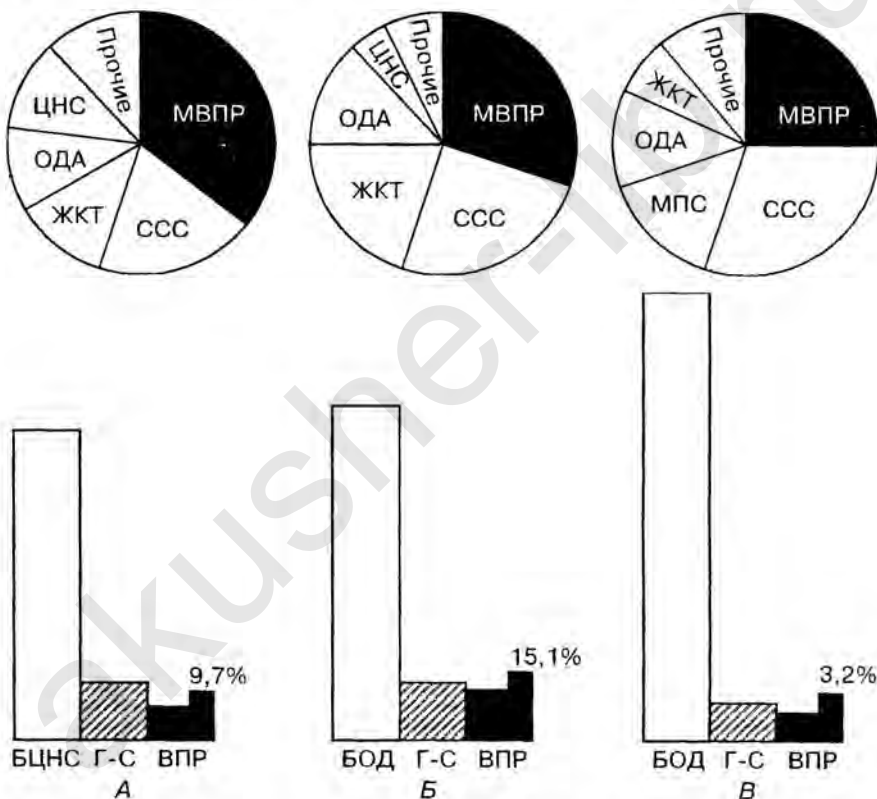 Прочие
МВПР
ЦНС
ОДА
ЖКТ
ССС
Прочие
ЦНС
МВПР
ОДА
ЖКТ
ССС
Прочие
МВПР
ЖКТ
ОДА
МПС
ССС
9,7%
15,1%
3,2%
БЦНС Г-С ВПР
БОД Г-С ВПР
БОД Г-С ВПР
А
Б
В
akusher-lib.ru